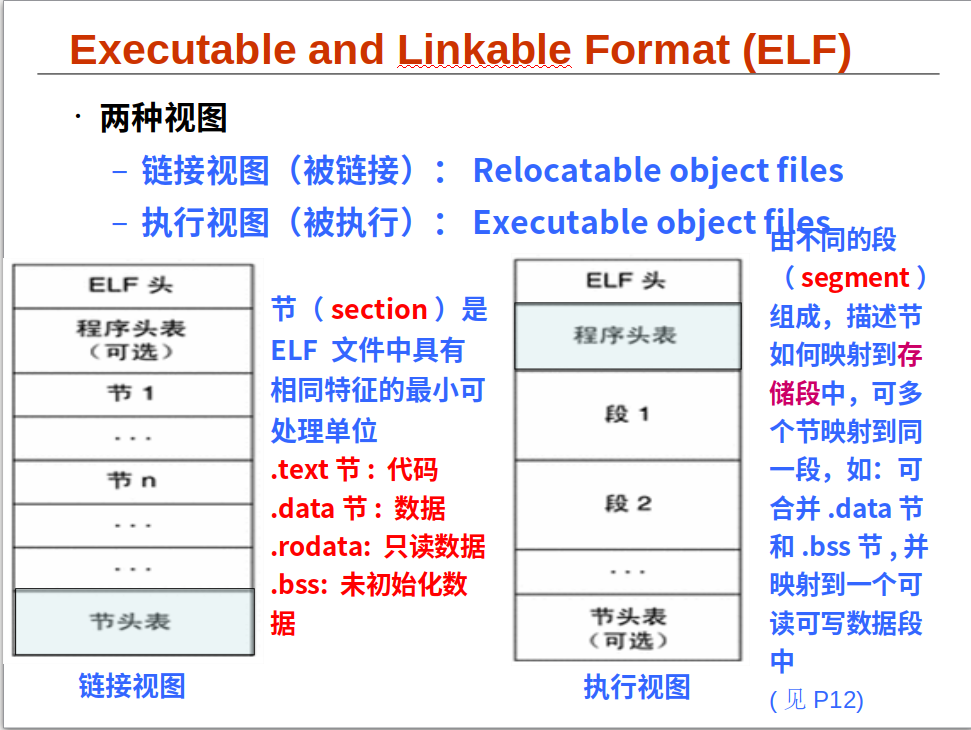 Executable and Linkable Format (ELF)
· 两种视图
– 链接视图（被链接）： Relocatable object files
– 执行视图（被执行）： Executable object files
ELF 头
程序头表
（可选）
节 1
...
节 n
...
...
节头表
链接视图
节（ section ）是
ELF 文件中具有
相同特征的最小可
处理单位
.text 节 : 代码
.data 节 : 数据
.rodata: 只读数据
.bss: 未初始化数
据
ELF 头
程序头表
段 1
段 2
...
节头表
（可选）
执行视图
由不同的段
（ segment ）
组成，描述节
如何映射到存
储段中，可多
个节映射到同
一段，如：可
合并 .data 节
和 .bss 节 , 并
映射到一个可
读可写数据段
中
( 见 P12)